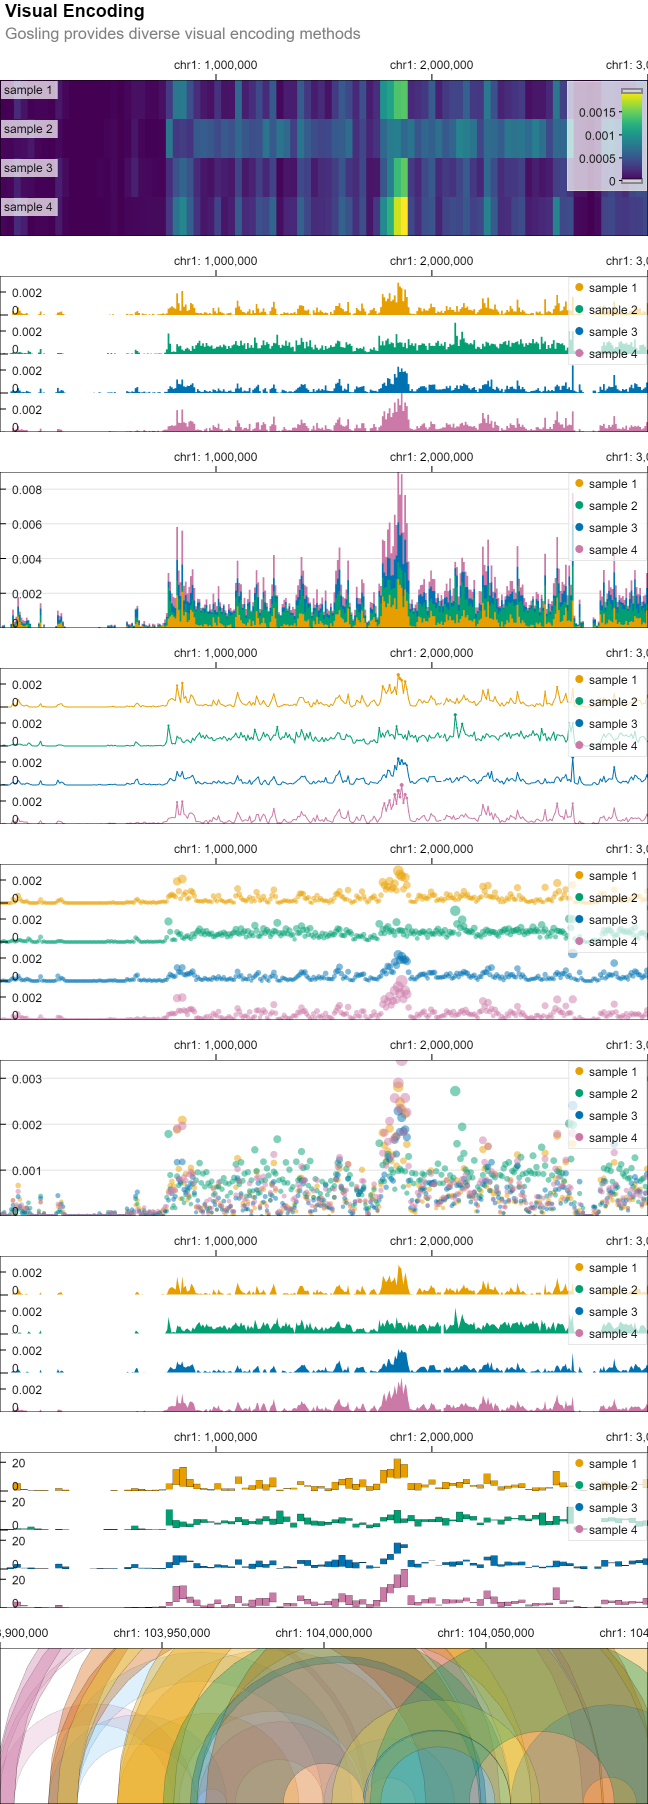 Visual Encoding
Gosling provides diverse visual encoding methods
chr1: 1,000,000 chr1: 2,000,000 chr1: 3,0
sample 1
sample 2
sample 3
sample 4
0.0015
0.001
0.0005
0
chr1: 1,000,000 chr1: 2,000,000 chr1: 3,0
0.002
0
0.002
0
0.002
0
0.002
0
sample 1
sample 2
sample 3
sample 4
chr1: 1,000,000 chr1: 2,000,000 chr1: 3,0
0.008
0.006
0.004
0.002
0
sample 1
sample 2
sample 3
sample 4
chr1: 1,000,000 chr1: 2,000,000 chr1: 3,0
0.002
0
0.002
0
0.002
0
0.002
0
sample 1
sample 2
sample 3
sample 4
chr1: 1,000,000 chr1: 2,000,000 chr1: 3,0
0.002
0
0.002
0
0.002
0
0.002
0
sample 1
sample 2
sample 3
sample 4
chr1: 1,000,000 chr1: 2,000,000 chr1: 3,0
0.003
0.002
0.001
0
sample 1
sample 2
sample 3
sample 4
chr1: 1,000,000 chr1: 2,000,000 chr1: 3,0
0.002
0
0.002
0
0.002
0
0.002
0
sample 1
sample 2
sample 3
sample 4
chr1: 1,000,000 chr1: 2,000,000 chr1: 3,0
20
0
20
0
20
0
20
0
sample 1
sample 2
sample 3
sample 4
,900,000 chr1: 103,950,000 chr1: 104,000,000 chr1: 104,050,000 chr1: 104